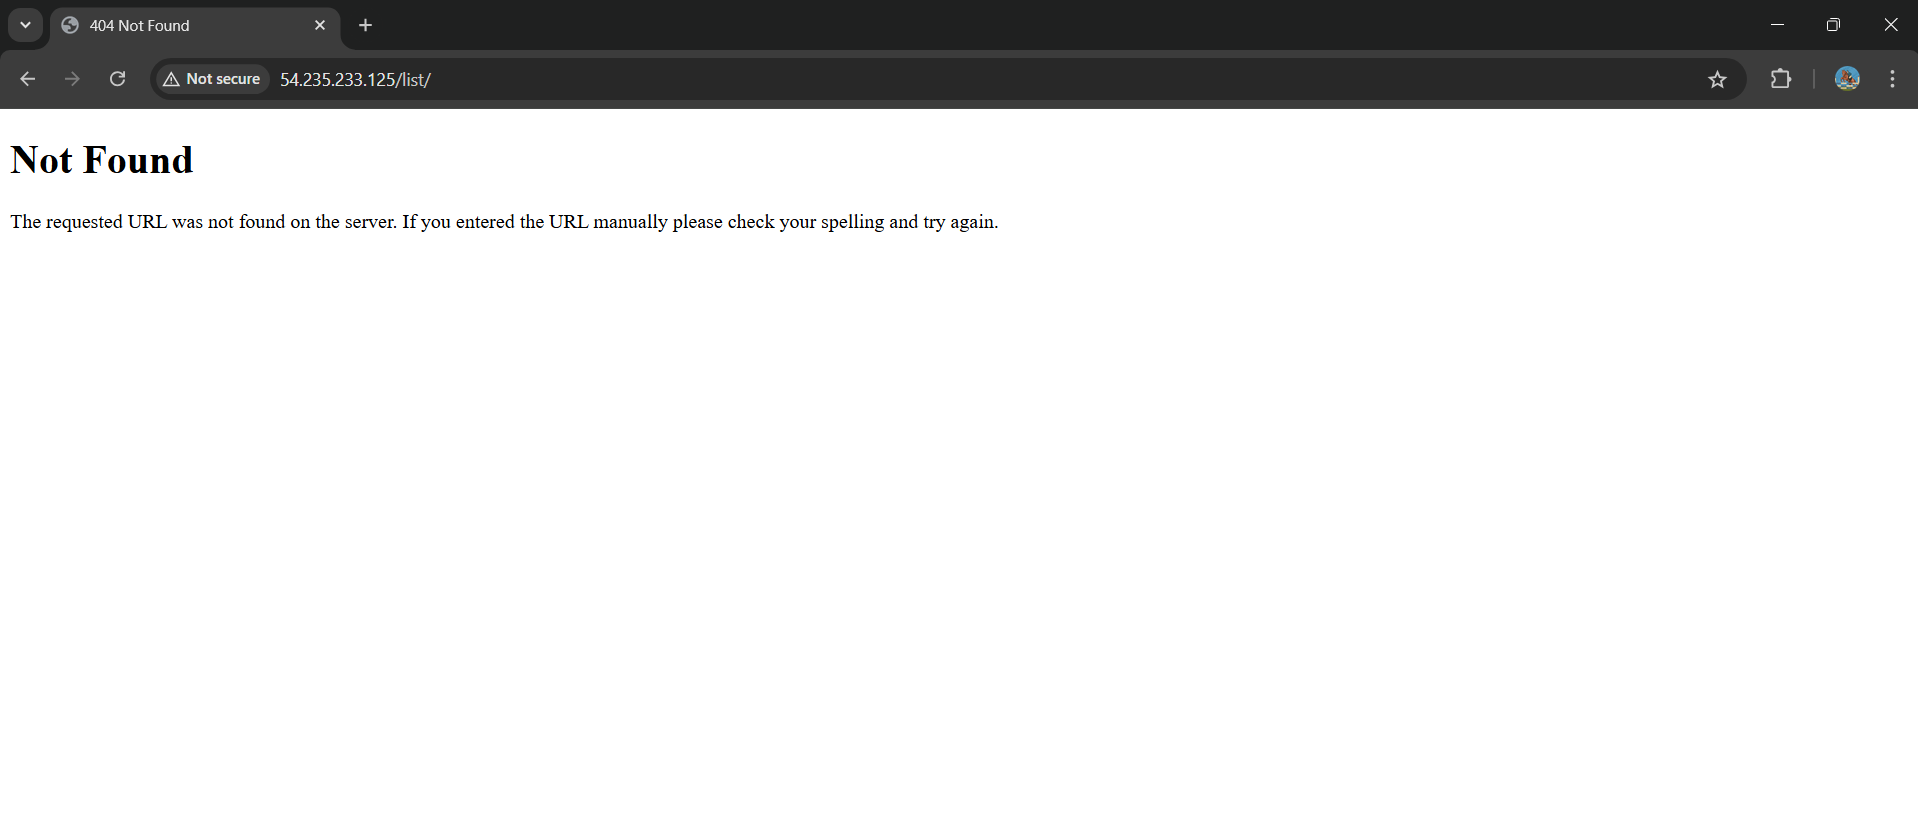 404 Not Found
Not secure
54.235.233.125/list/
Not Found
The requested URL was not found on the server. If you entered the URL manually please check your spelling and try again.